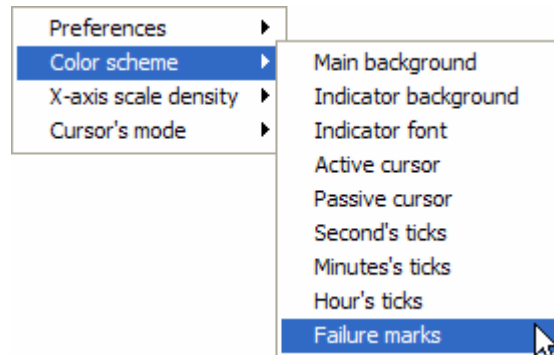 Preferences
Color scheme
X-axis scale density
Cursor's mode
Main background
Indicator background
Indicator font
Active cursor
Passive cursor
Second's ticks
Minutes's ticks
Hour's ticks
Failure marks